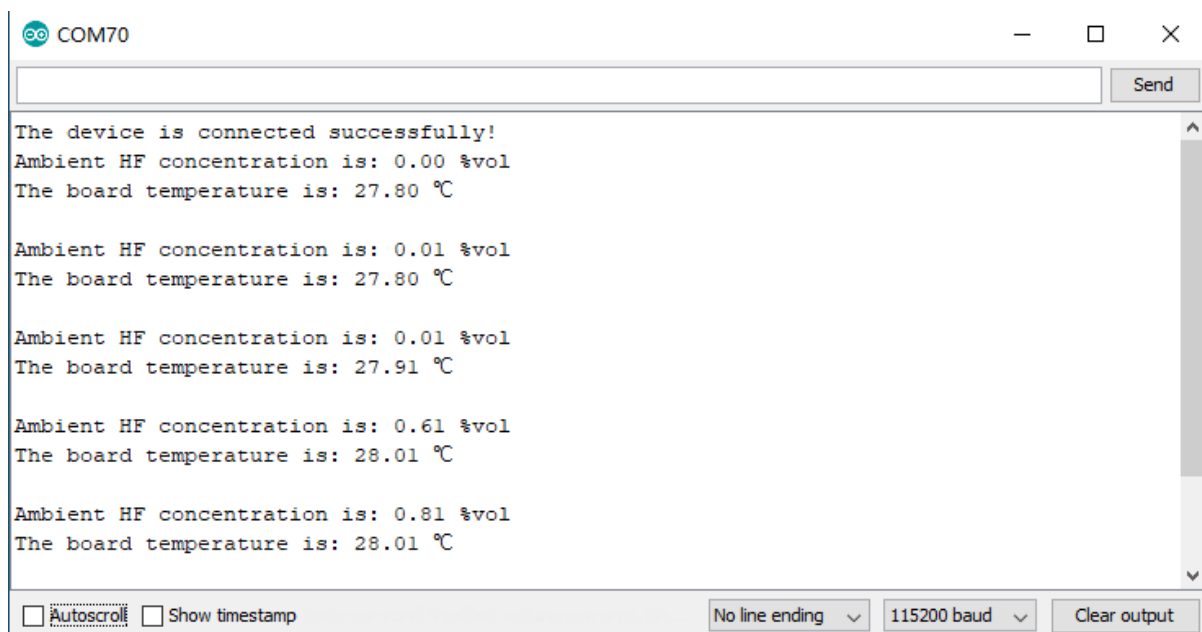 COM70
Send
The device is connected successfully!
Ambient HF concentration is: 0.00 %vol
The board temperature is: 27.80 ℃
Ambient HF concentration is: 0.01 %vol
The board temperature is: 27.80 ℃
Ambient HF concentration is: 0.01 %vol
The board temperature is: 27.91 ℃
Ambient HF concentration is: 0.61 %vol
The board temperature is: 28.01 ℃
Ambient HF concentration is: 0.81 %vol
The board temperature is: 28.01 ℃
Autoscroll Show timestamp No line ending 115200 baud Clear output